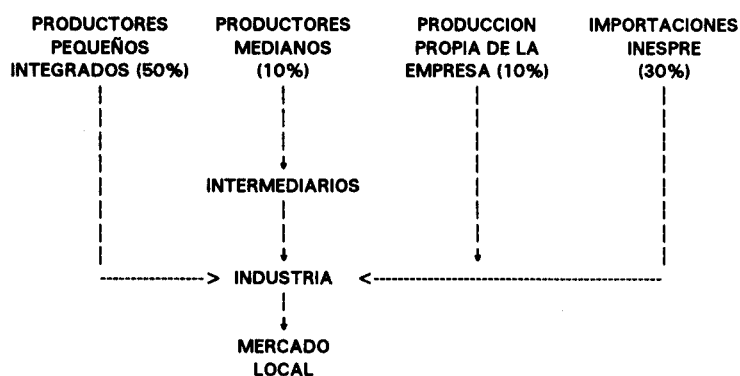 PRODUCTORES
PEQUEÑOS
INTEGRADOS (50%)
PRODUCTORES
MEDIANOS
(10%)
PRODUCCION
PROPIA DE LA
EMPRESA (10%)
IMPORTACIONES
INESPRE
(30%)
INTERMEDIARIOS
INDUSTRIA
MERCADO
LOCAL